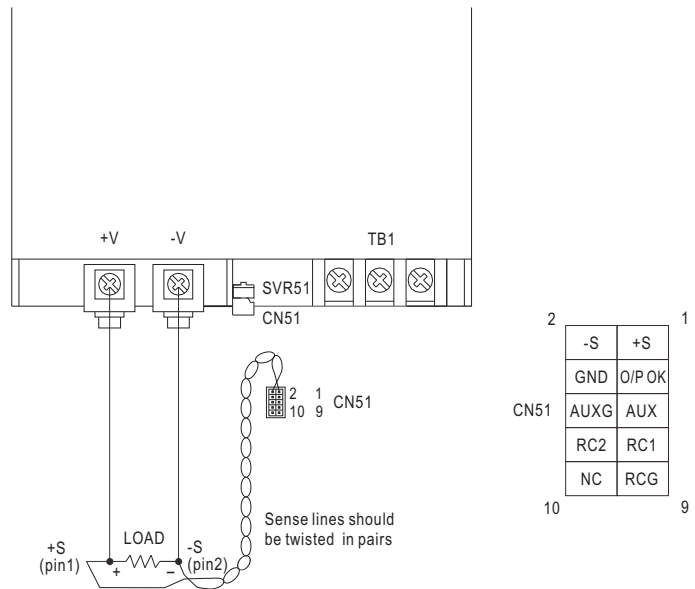 +V -V TB1
SVR51
CN51
2 1
10 9 CN51
Sense lines should
be twisted in pairs
+S
(pin1)
LOAD
+ −
-S
(pin2)
2 1
-S +S
GND O/P OK
CN51 AUXG AUX
RC2 RC1
NC RCG
10 9